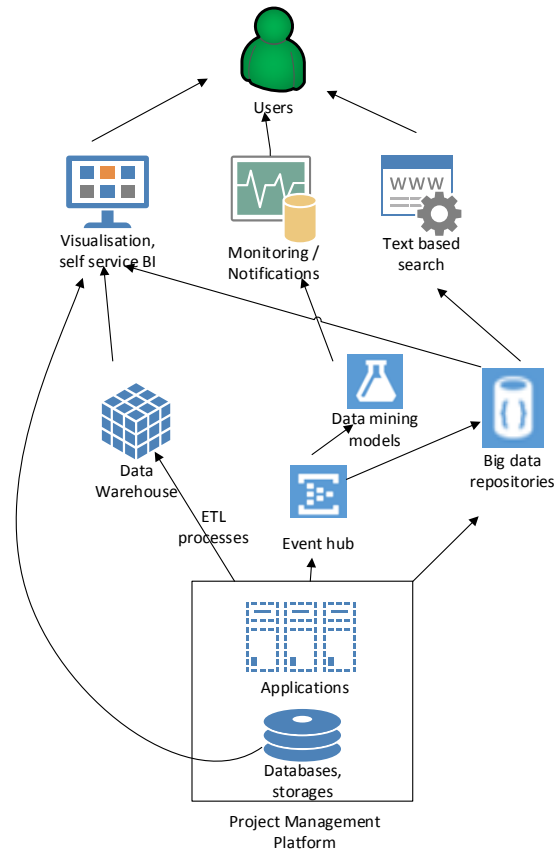 Users
WWW
Visualisation,
self service BI
Monitoring /
Notifications
Text based
search
Data mining
models
Data
Warehouse
Big data
repositories
ETL
processes
Event hub
Applications
Databases,
storages
Project Management
Platform